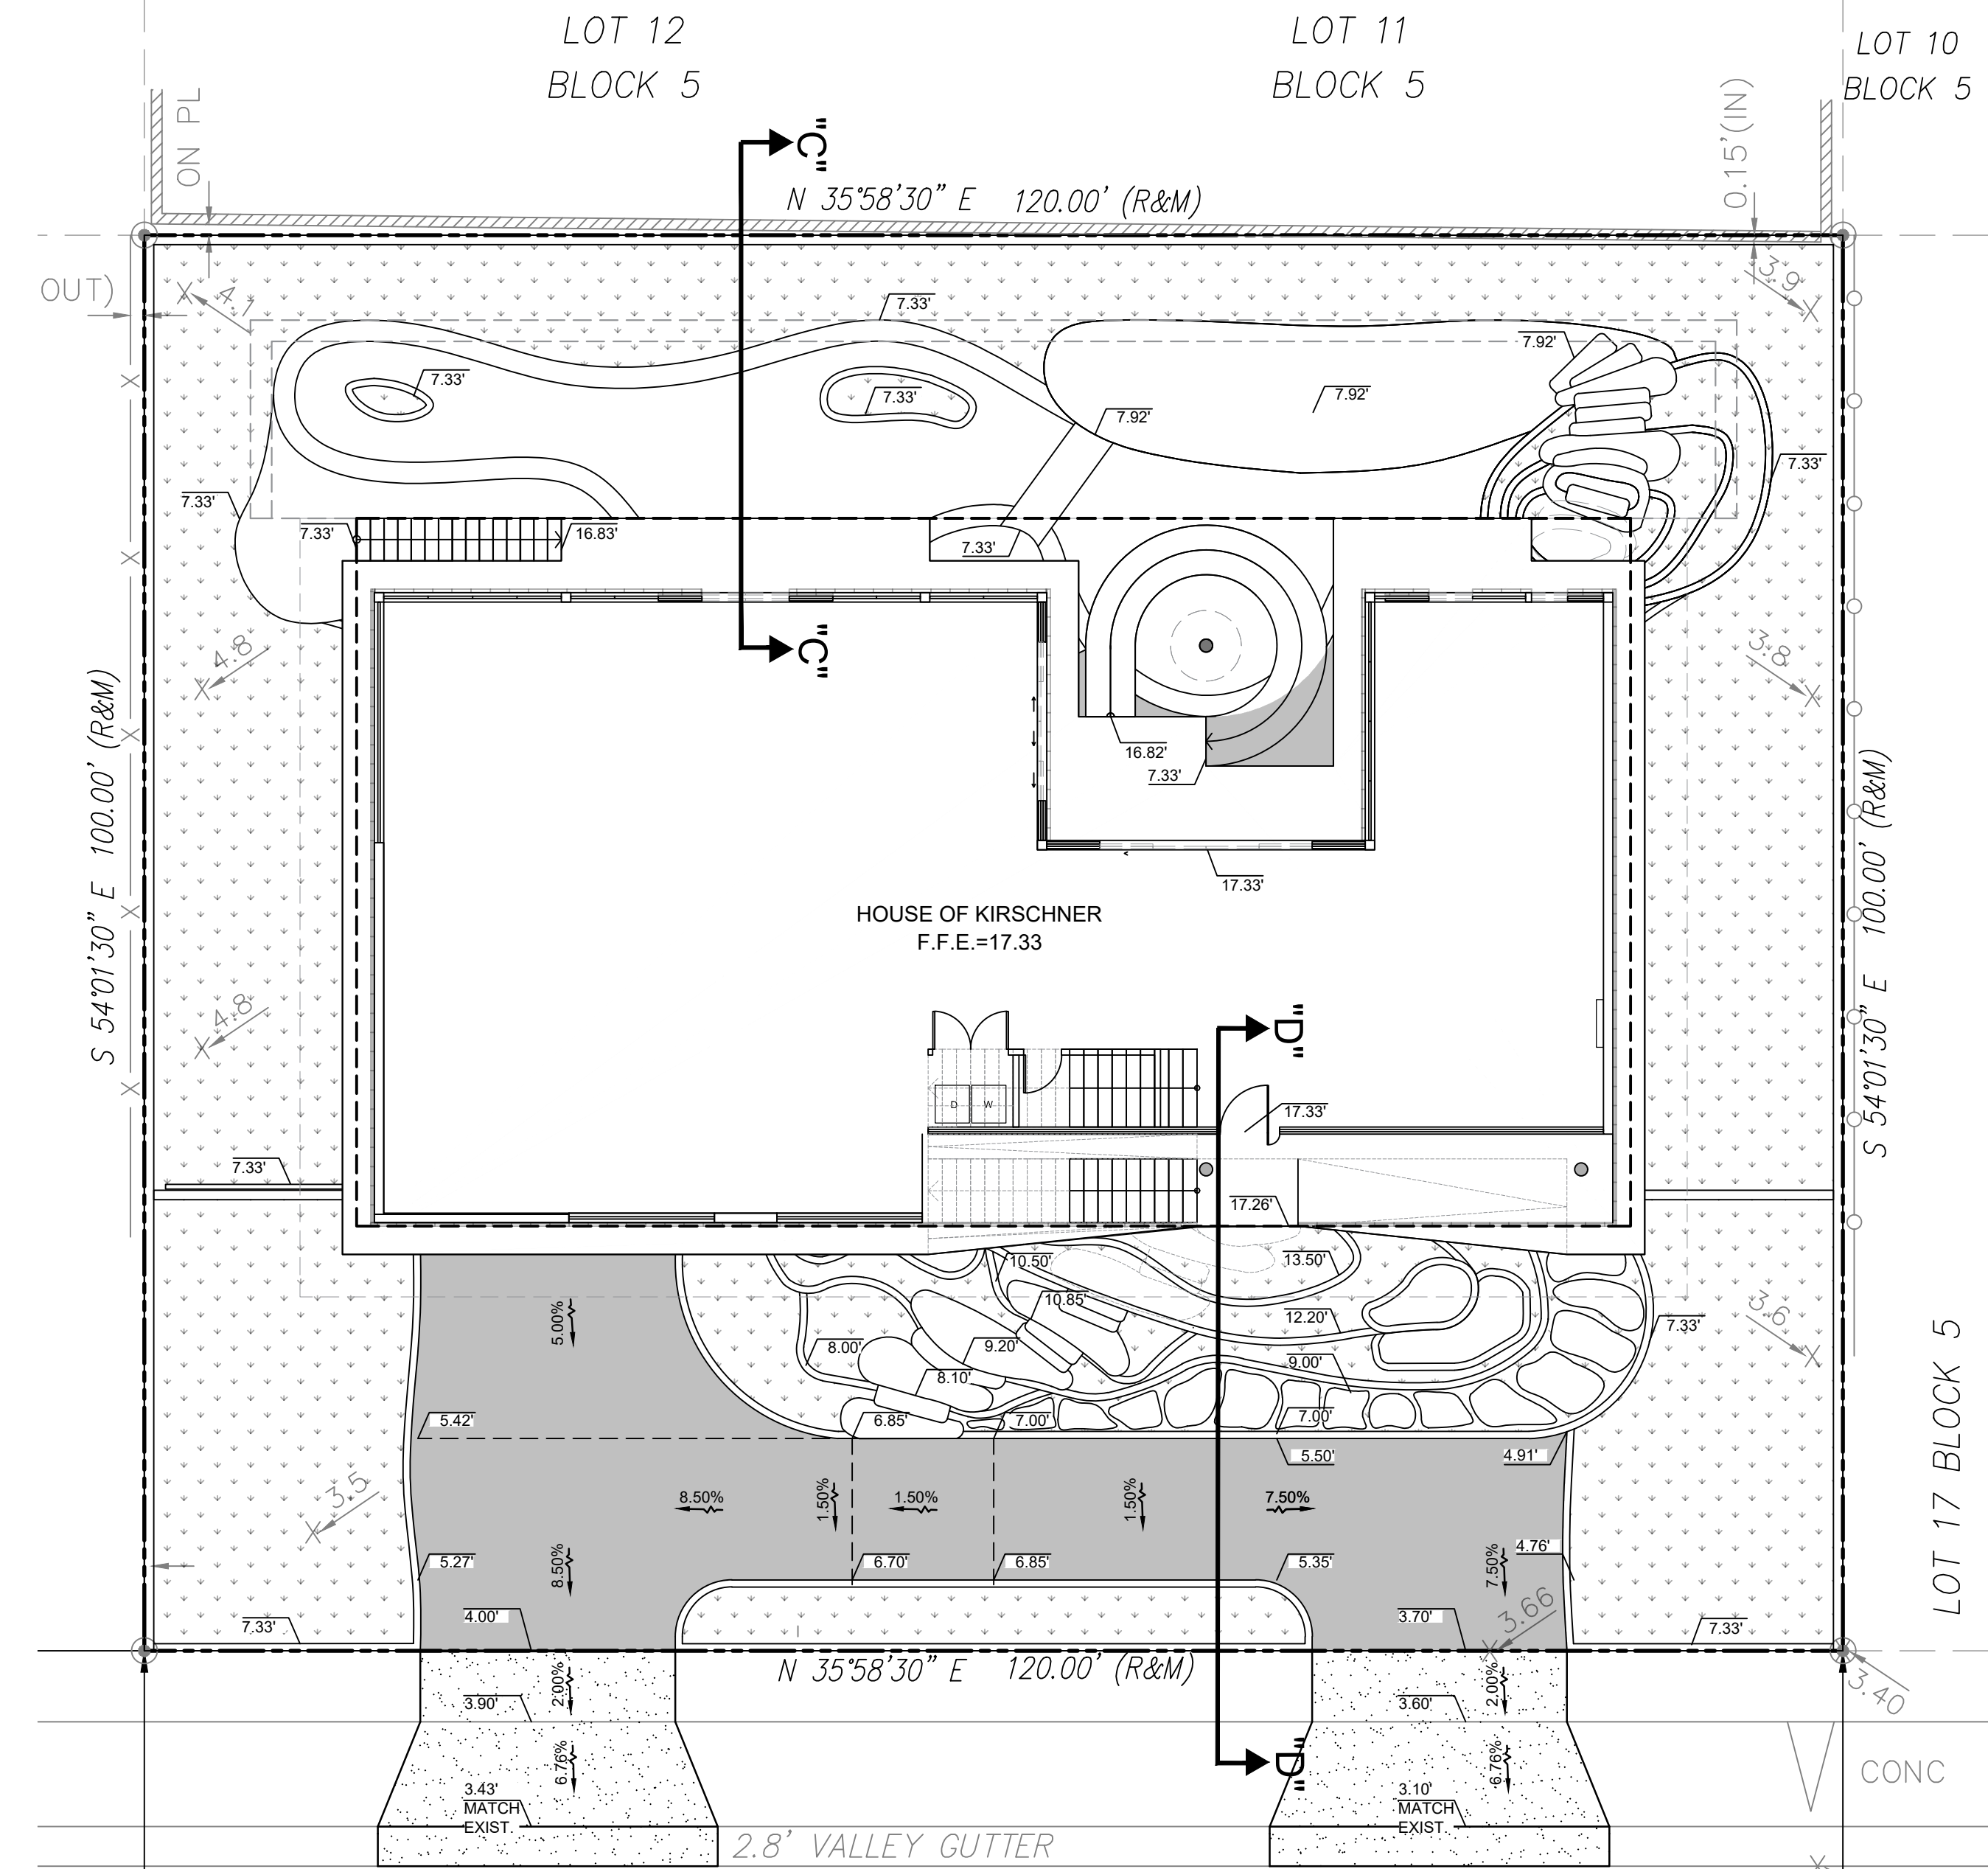 LOT 12
BLOCK 5
LOT 11
BLOCK 5
LOT 10
BLOCK 5
ON PL
0.15'(IN)
"C"
N 35°58'30" E 120.00' (R&M)
OUT)
4.7
3.9
7.33'
7.92'
7.33'
7.33'
7.92'
7.92'
7.33'
7.33'
7.33'
16.83'
7.33'
"C"
4.8
3.8
16.82'
7.33'
S 54°01'30" E 100.00' (R&M)
S 54°01'30" E 100.00' (R&M)
17.33'
HOUSE OF KIRSCHNER
F.F.E.=17.33
4.8
"D"
D
W
17.33'
7.33'
17.26'
10.50'
13.50'
5.00%
10.85'
12.20'
7.33'
3.6
8.00'
9.20'
9.00'
8.10'
5.42'
6.85'
7.00'
7.00'
5.50'
4.91'
3.5
8.50%
1.50%
1.50%
1.50%
7.50%
5.27'
8.50%
6.70'
6.85'
5.35'
7.50%
4.76'
7.33'
4.00'
3.70'
3.66
7.33'
N 35°58'30" E 120.00' (R&M)
LOT 17 BLOCK 5
3.90'
2.00%
3.60'
2.00%
3.40
6.76%
"D"
6.76%
3.43'
MATCH
EXIST.
3.10'
MATCH
EXIST.
CONC
2.8' VALLEY GUTTER